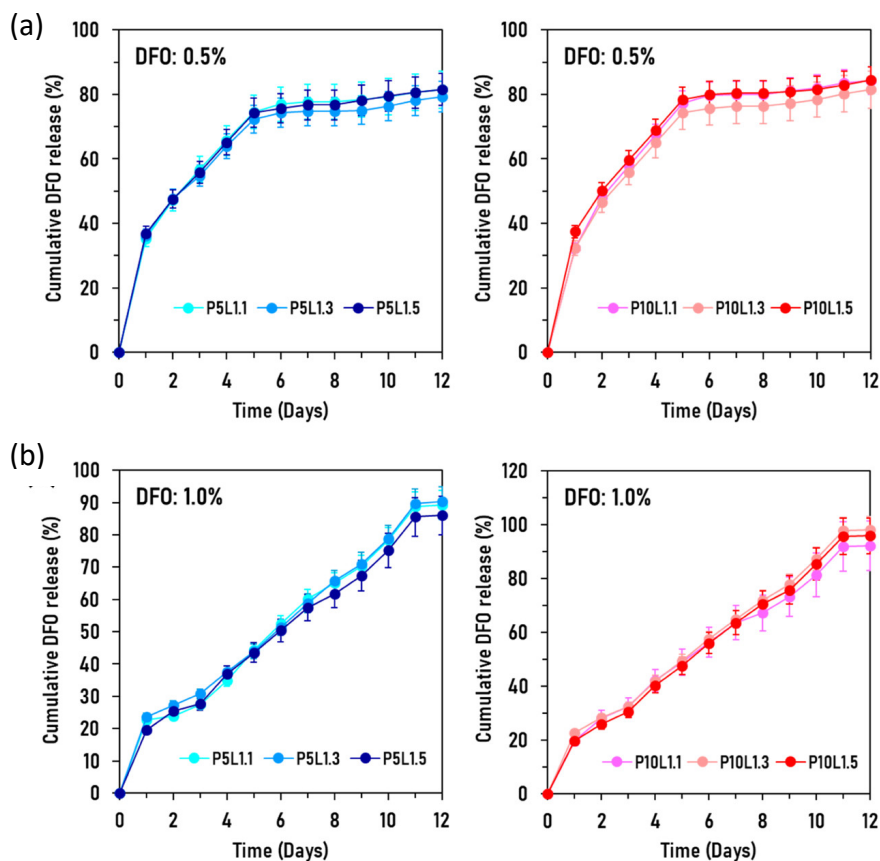 (a)
DFO: 0.5%
Cumulative DFO release (%)
100
80
60
40
20
0
P5L1.1 P5L1.3 P5L1.5
0 2 4 6 8 10 12
Time (Days)
DFO: 0.5%
Cumulative DFO release (%)
100
80
60
40
20
0
P10L1.1 P10L1.3 P10L1.5
0 2 4 6 8 10 12
Time (Days)
(b)
DFO: 1.0%
Cumulative DFO release (%)
100
90
80
70
60
50
40
30
20
10
0
P5L1.1 P5L1.3 P5L1.5
0 2 4 6 8 10 12
Time (Days)
DFO: 1.0%
Cumulative DFO release (%)
120
100
80
60
40
20
0
P10L1.1 P10L1.3 P10L1.5
0 2 4 6 8 10 12
Time (Days)